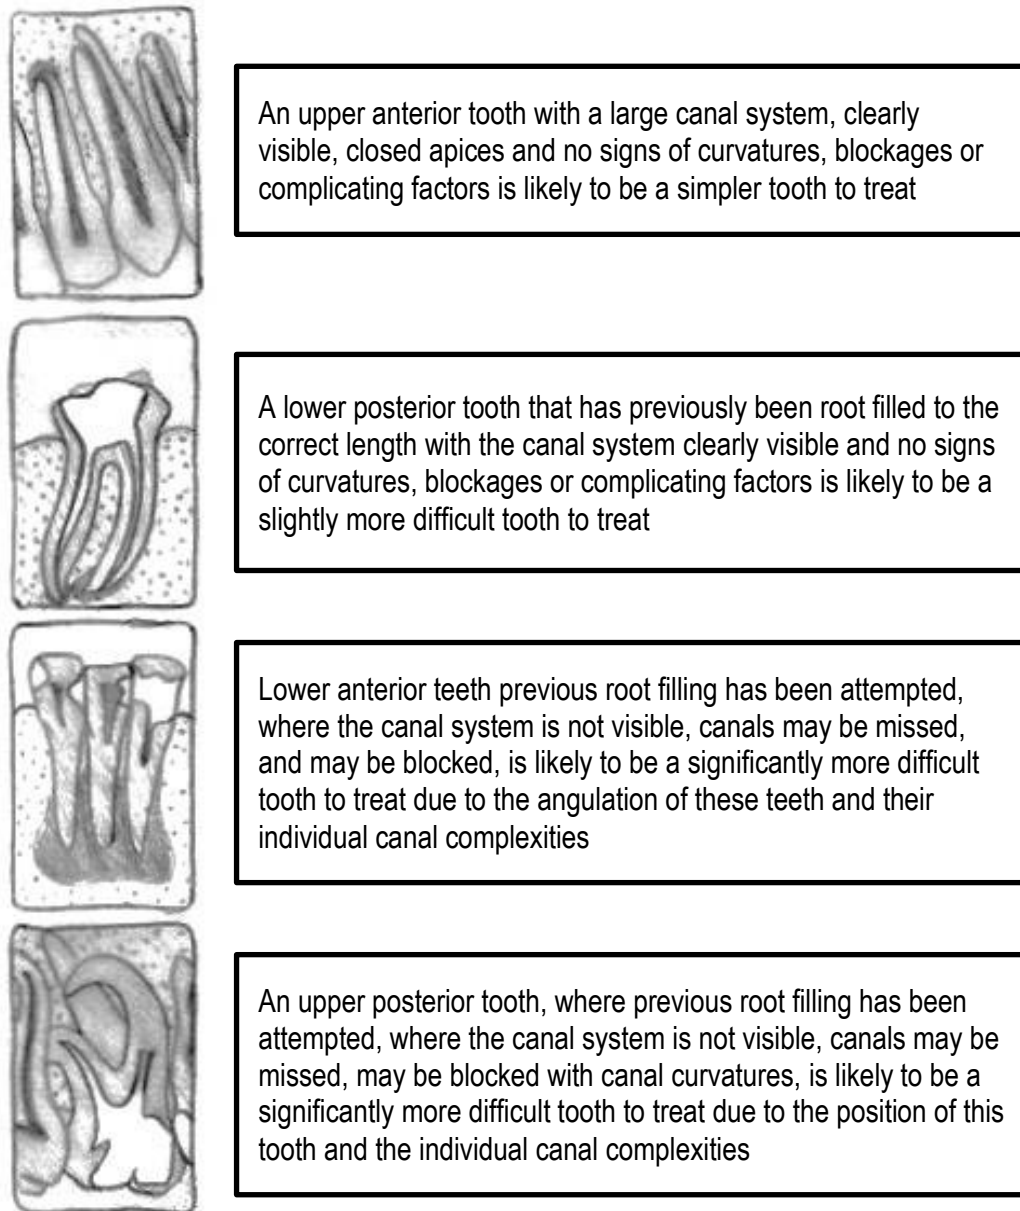 An upper anterior tooth with a large canal system, clearly
visible, closed apices and no signs of curvatures, blockages or
complicating factors is likely to be a simpler tooth to treat
A lower posterior tooth that has previously been root filled to the
correct length with the canal system clearly visible and no signs
of curvatures, blockages or complicating factors is likely to be a
slightly more difficult tooth to treat
Lower anterior teeth previous root filling has been attempted,
where the canal system is not visible, canals may be missed,
and may be blocked, is likely to be a significantly more difficult
tooth to treat due to the angulation of these teeth and their
individual canal complexities
An upper posterior tooth, where previous root filling has been
attempted, where the canal system is not visible, canals may be
missed, may be blocked with canal curvatures, is likely to be a
significantly more difficult tooth to treat due to the position of this
tooth and the individual canal complexities